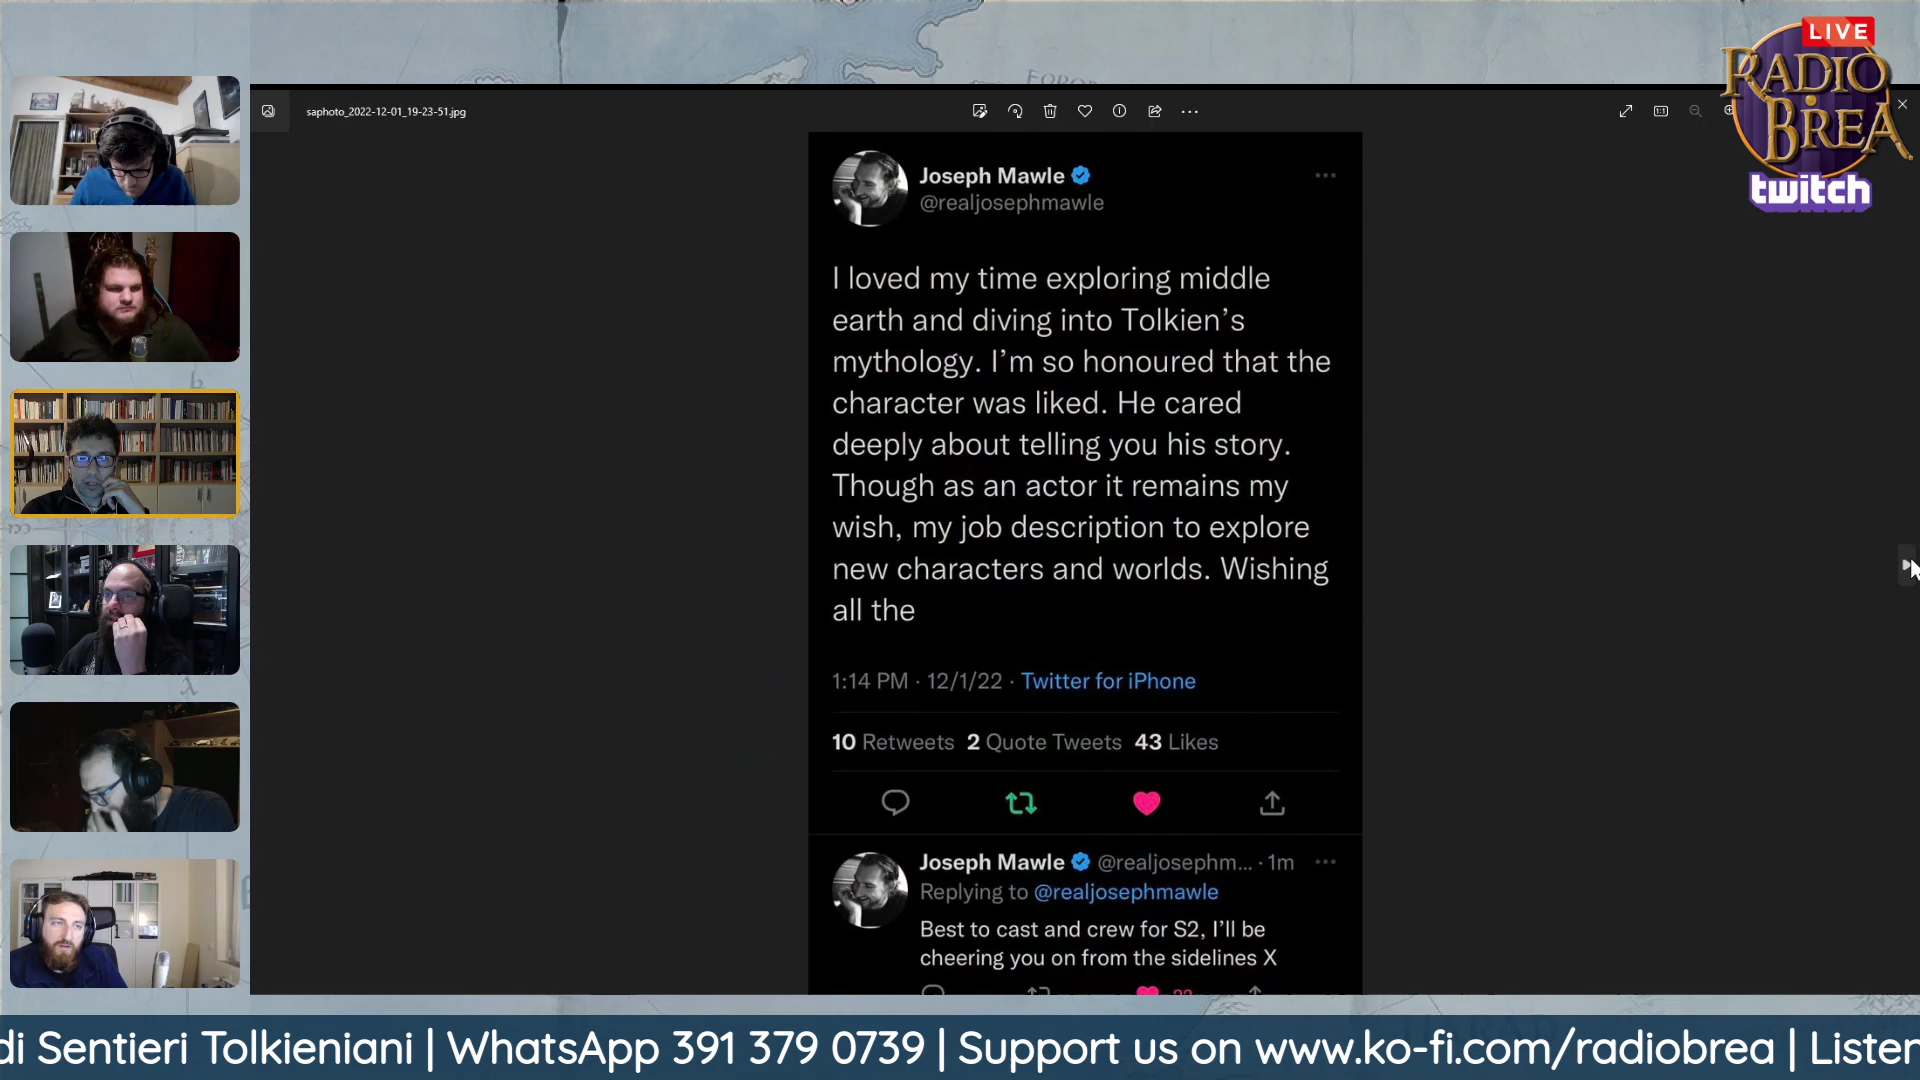 LIVE
RADIO
BREA
twitch
saphoto_2022-12-01_19-23-51.jpg
Joseph Mawle
@realjosephmawle
I loved my time exploring middle
earth and diving into Tolkien’s
mythology. I’m so honoured that the
character was liked. He cared
deeply about telling you his story.
Though as an actor it remains my
wish, my job description to explore
new characters and worlds. Wishing
all the
1:14 PM · 12/1/22 · Twitter for iPhone
10 Retweets 2 Quote Tweets 43 Likes
Joseph Mawle @realjosephm... · 1m
Replying to @realjosephmawle
Best to cast and crew for S2, I’ll be
cheering you on from the sidelines X
di Sentieri Tolkieniani | WhatsApp 391 379 0739 | Support us on www.ko-fi.com/radiobrea | Listen